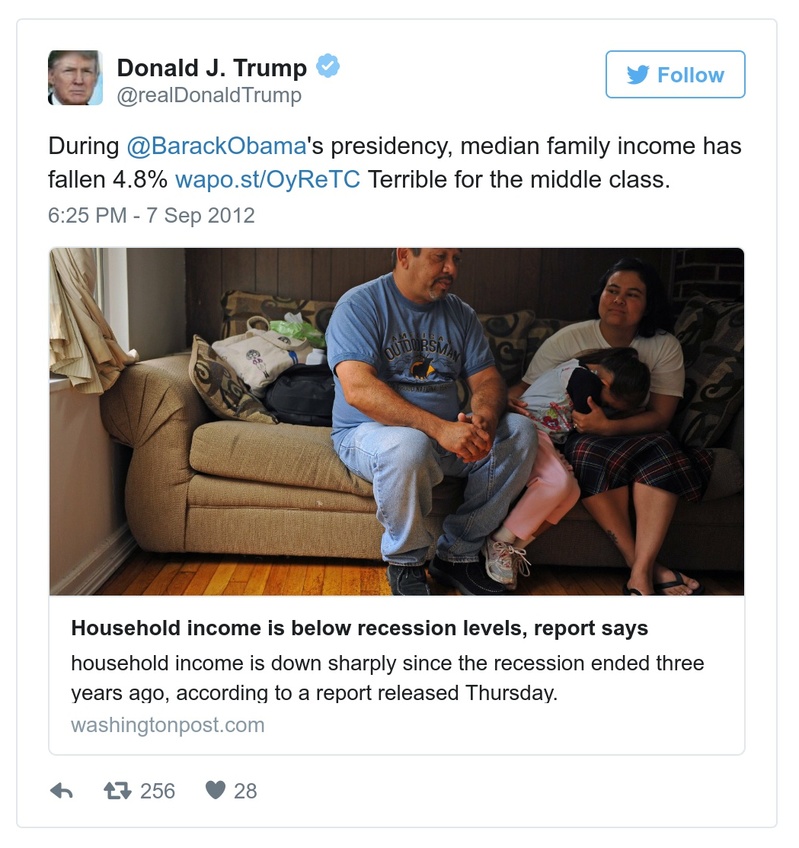 Donald J. Trump
Follow
@realDonaldTrump
During @BarackObama's presidency, median family income has
fallen 4.8% wapo.st/OyReTC Terrible for the middle class.
6:25 PM - 7 Sep 2012
OUTDOORSMAN
Household income is below recession levels, report says
household income is down sharply since the recession ended three
years ago, according to a report released Thursday.
washingtonpost.com
256 28